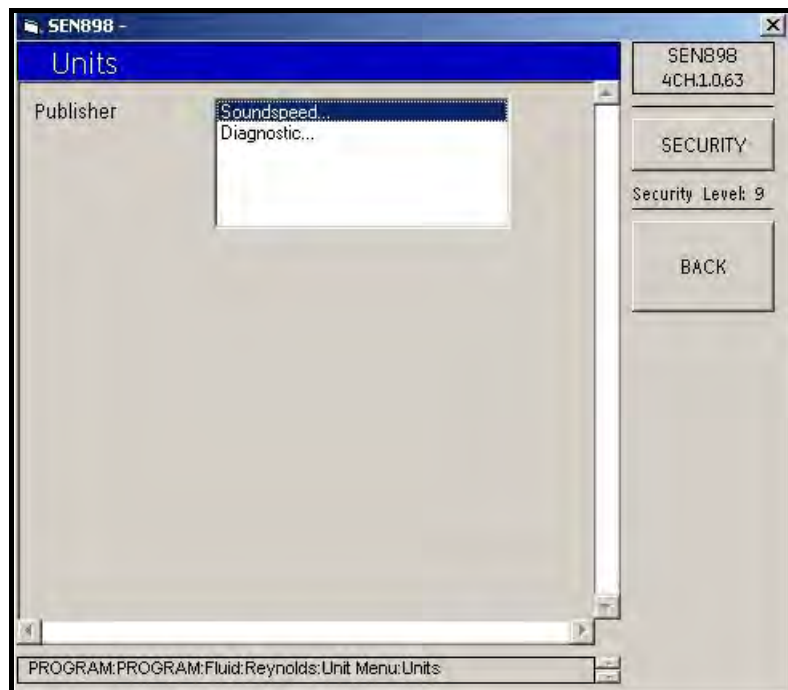 SEN898 -
Units
Publisher
Soundspeed...
Diagnostic...
SEN898
4CH.1.0.63
SECURITY
Security Level: 9
BACK
PROGRAM:PROGRAM:Fluid:Reynolds:Unit Menu:Units